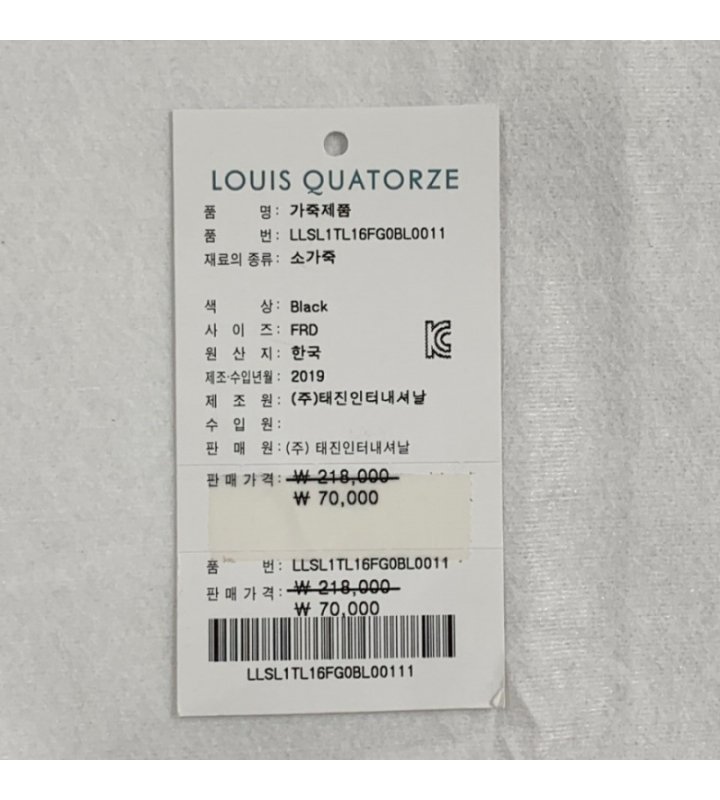 LOUIS QUATORZE
품 명 : 가죽제품
품 번 : LLSL1TL16FG0BL0011
재료의 종류 : 소가죽
색 상 : Black
사 이 즈 : FRD
원 산 지 : 한국
제조·수입년월 : 2019
제 조 원 : (주)태진인터내셔날
수 입 원 :
판 매 원 : (주) 태진인터내셔날
판 매 가 격 : ₩ 218,000
₩ 70,000
품 번 : LLSL1TL16FG0BL0011
판 매 가 격 : ₩ 218,000
₩ 70,000
LLSL1TL16FG0BL00111